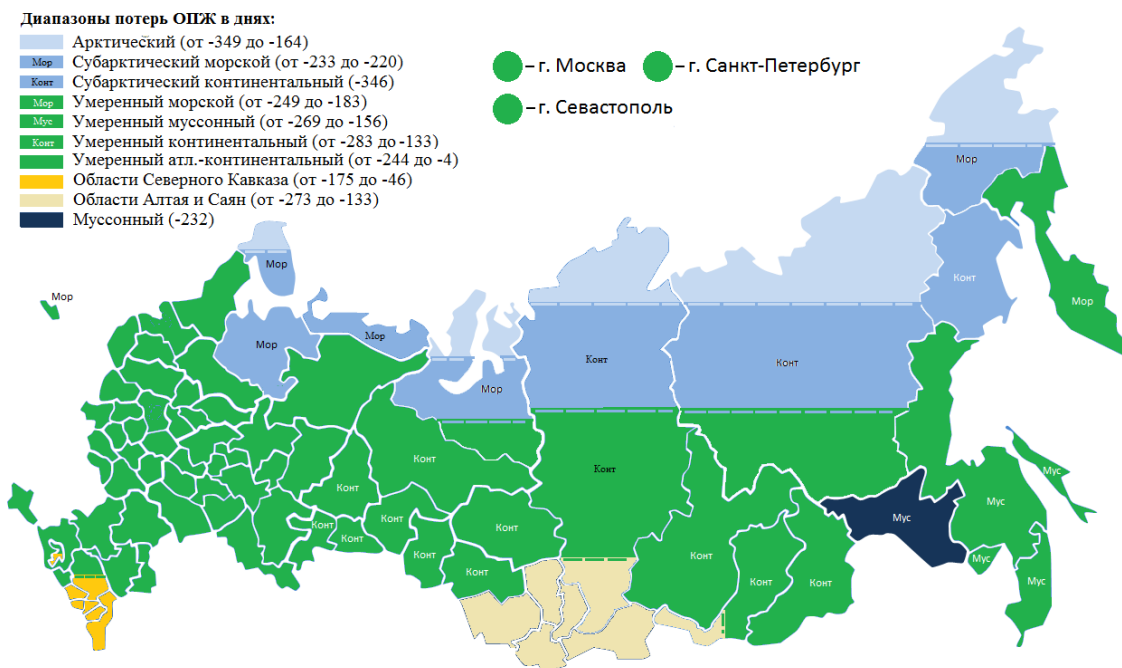 Диапазоны потерь ОПЖ в днях:
Арктический (от -349 до -164)
Мор Субарктический морской (от -233 до -220)
Конт Субарктический континентальный (-346)
Мор Умеренный морской (от -249 до -183)
Мус Умеренный муссонный (от -269 до -156)
Конт Умеренный континентальный (от -283 до -133)
Умеренный атл.-континентальный (от -244 до -4)
Области Северного Кавказа (от -175 до -46)
Области Алтая и Саян (от -273 до -133)
Муссонный (-232)
– г. Москва – г. Санкт-Петербург
– г. Севастополь
Мор
Мор
Конт
Мор
Мор
Мор
Мор
Мор
Конт
Конт
Мор
Конт
Конт
Мус
Конт
Мус
Мус
Конт
Конт
Конт
Конт
Конт
Конт
Конт
Конт
Конт
Мус
Мус